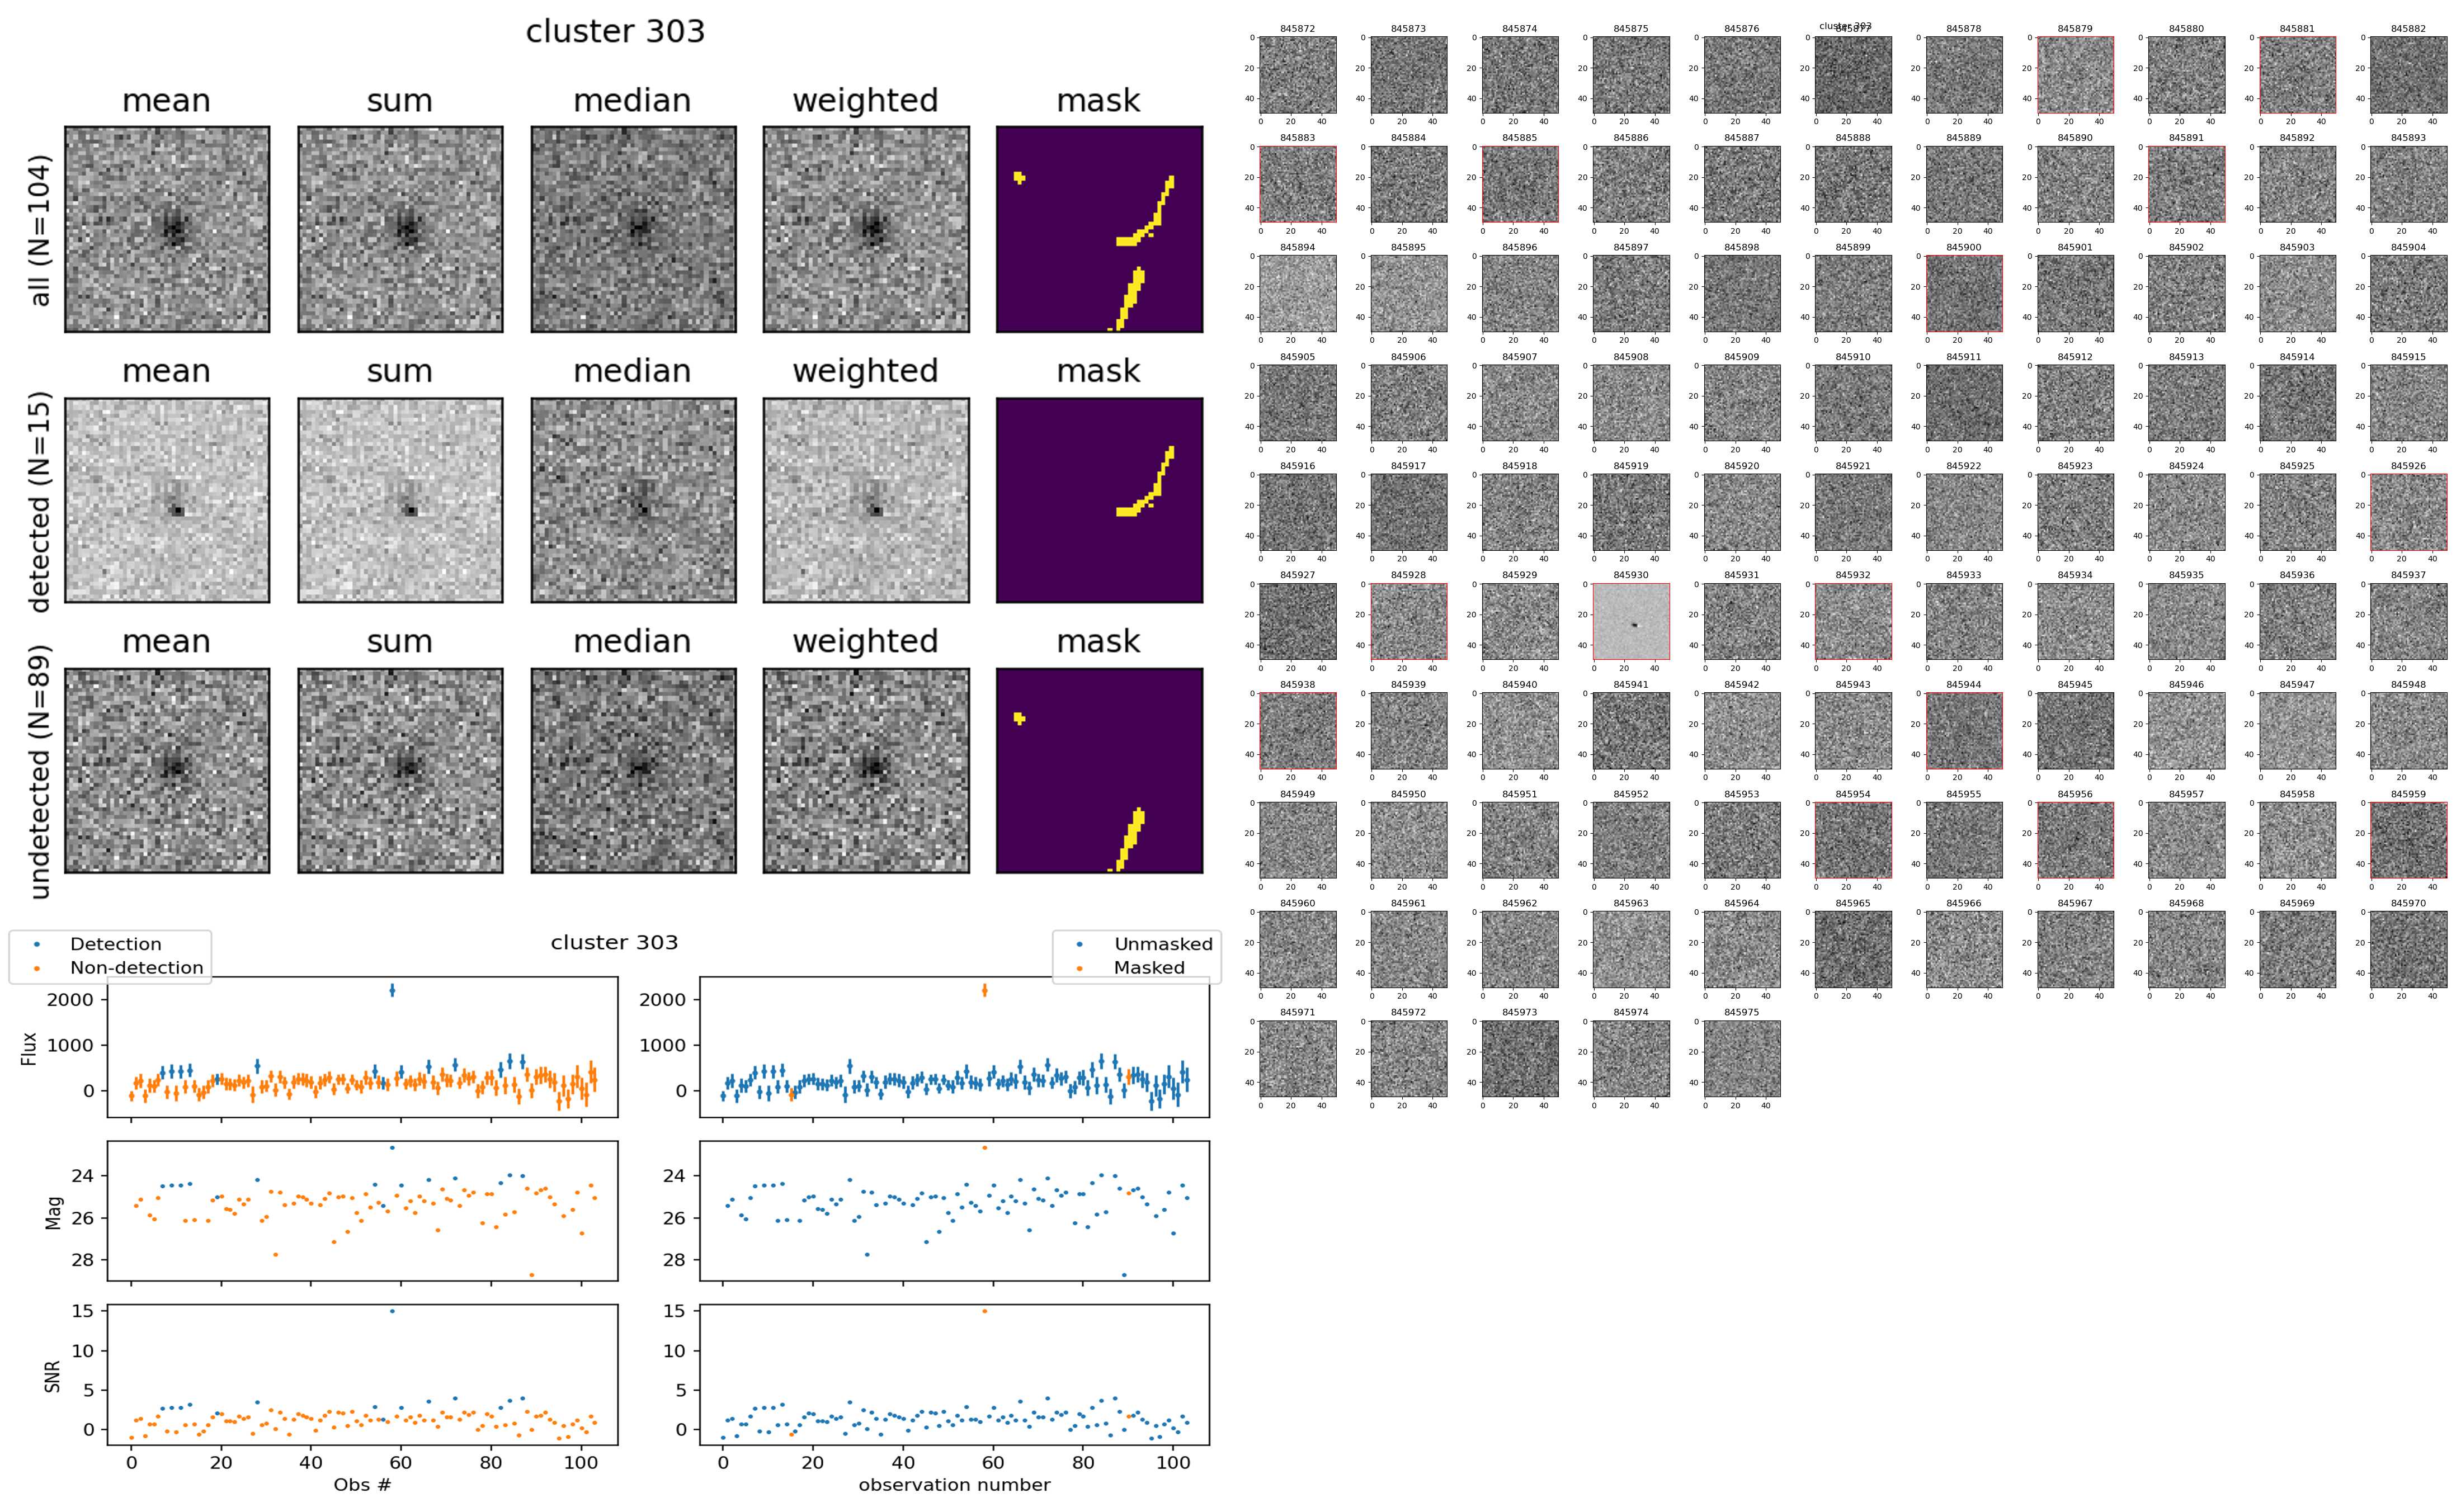 cluster 303
mean sum median weighted mask
all (N=104)
mean sum median weighted mask
detected (N=15)
mean sum median weighted mask
undetected (N=89)
Detection
Non-detection
cluster 303
Unmasked
Masked
Flux
2000
1000
0
2000
1000
0
Mag
24
26
28
24
26
28
SNR
15
10
5
0
15
10
5
0
0 20 40 60 80 100
Obs #
0 20 40 60 80 100
observation number
cluster 303
845872 845873 845874 845875 845876 845877 845878 845879 845880 845881 845882
845883 845884 845885 845886 845887 845888 845889 845890 845891 845892 845893
845894 845895 845896 845897 845898 845899 845900 845901 845902 845903 845904
845905 845906 845907 845908 845909 845910 845911 845912 845913 845914 845915
845916 845917 845918 845919 845920 845921 845922 845923 845924 845925 845926
845927 845928 845929 845930 845931 845932 845933 845934 845935 845936 845937
845938 845939 845940 845941 845942 845943 845944 845945 845946 845947 845948
845949 845950 845951 845952 845953 845954 845955 845956 845957 845958 845959
845960 845961 845962 845963 845964 845965 845966 845967 845968 845969 845970
845971 845972 845973 845974 845975